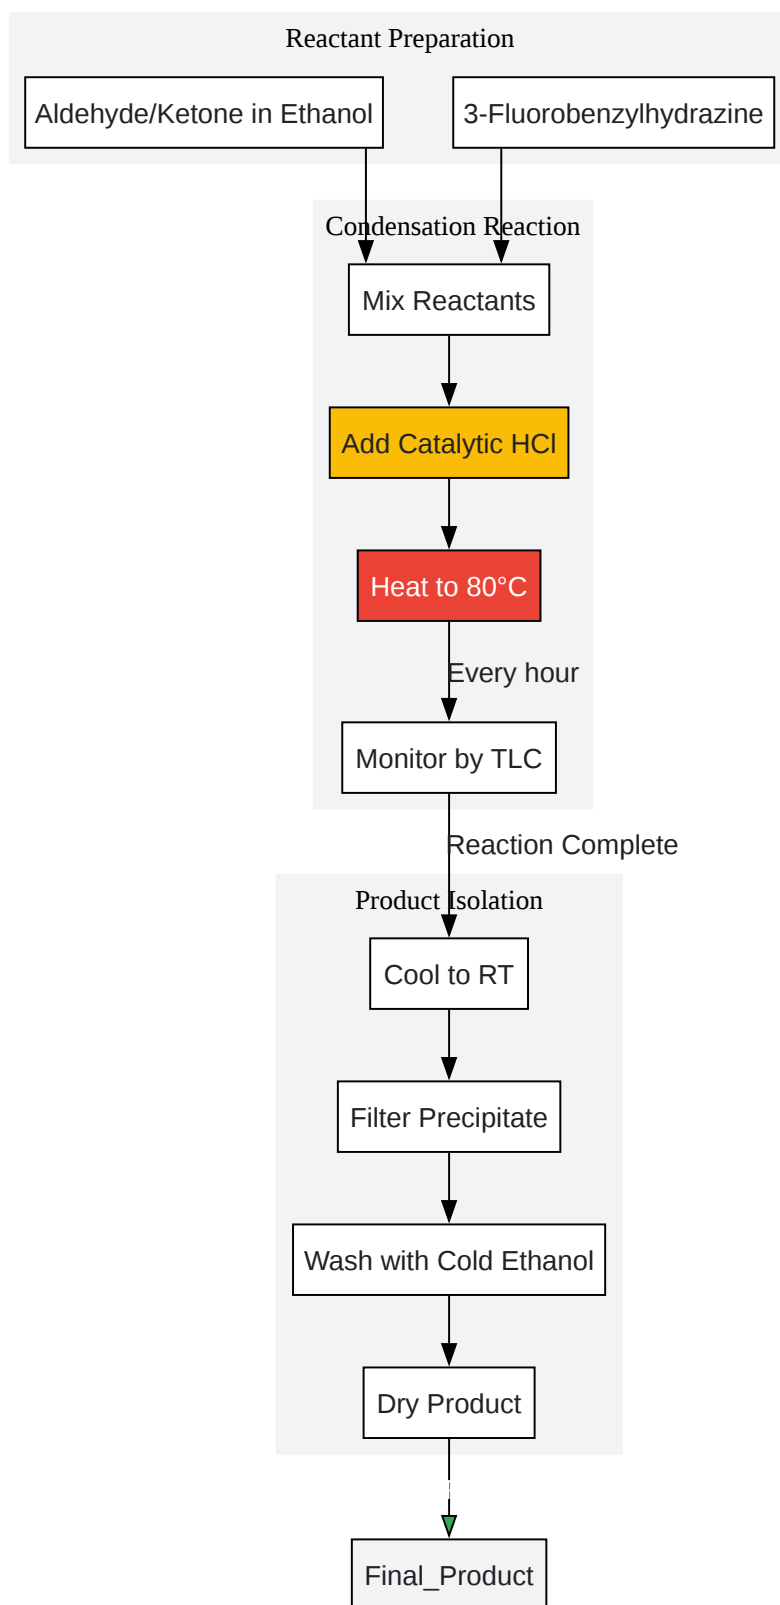 Reactant Preparation
Aldehyde/Ketone in Ethanol
3-Fluorobenzylhydrazine
Condensation Reaction
Mix Reactants
Add Catalytic HCl
Heat to 80°C
Every hour
Monitor by TLC
Reaction Complete
Product Isolation
Cool to RT
Filter Precipitate
Wash with Cold Ethanol
Dry Product
Final_Product